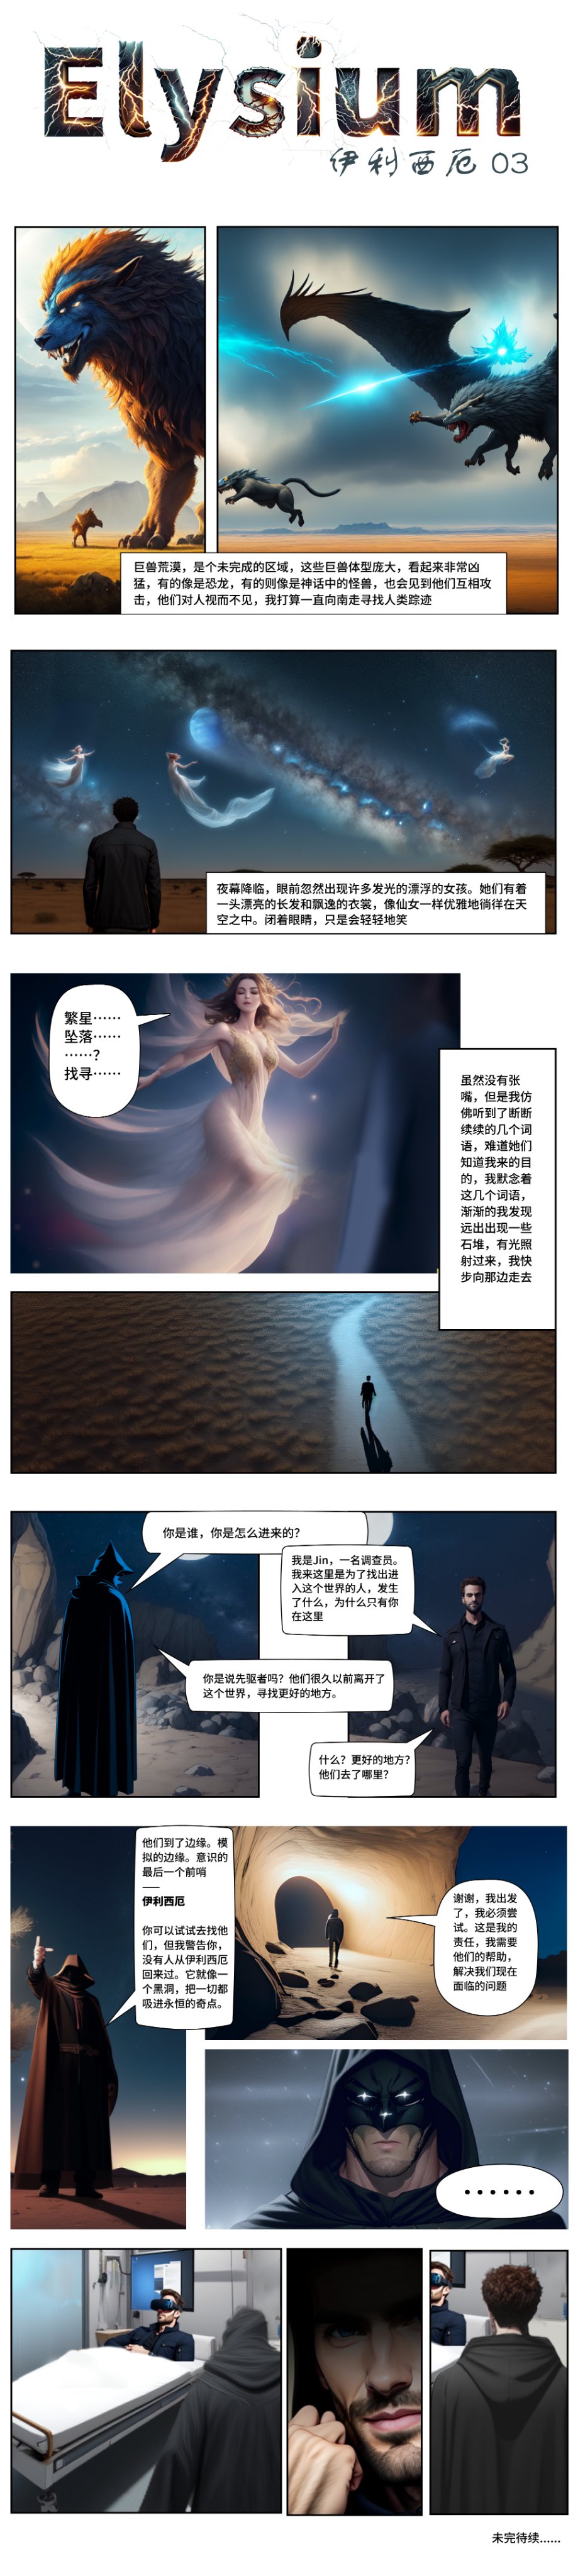 Elysium
伊利西厄 03
巨兽荒漠，是个未完成的区域，这些巨兽体型庞大，看起来非常凶
猛，有的像是恐龙，有的则像是神话中的怪兽，也会见到他们互相攻
击，他们对人视而不见，我打算一直向南走寻找人类踪迹
夜幕降临，眼前忽然出现许多发光的漂浮的女孩。她们有着
一头漂亮的长发和飘逸的衣裳，像仙女一样优雅地徜徉在天
空之中。闭着眼睛，只是会轻轻地笑
繁星……
坠落……
……?
找寻……
虽然没有张
嘴，但是我仿
佛听到了断断
续续的几个词
语，难道她们
知道我来的目
的，我默念着
这几个词语，
渐渐的我发现
远出出现一些
石堆，有光照
射过来，我快
步向那边走去
你是谁，你是怎么进来的?
我是Jin，一名调查员。
我来这里是为了找出进
入这个世界的人，发生
了什么，为什么只有你
在这里
你是说先驱者吗? 他们很久以前离开了
这个世界，寻找更好的地方。
什么? 更好的地方?
他们去了哪里?
他们到了边缘。模
拟的边缘。意识的
最后一个前哨
——
伊利西厄
你可以试试去找他
们，但我警告你，
没有人从伊利西厄
回来过。它就像一
个黑洞，把一切都
吸进永恒的奇点。
谢谢，我出发
了，我必须尝
试。这是我的
责任，我需要
他们的帮助，
解决我们现在
面临的问题
······
未完待续......